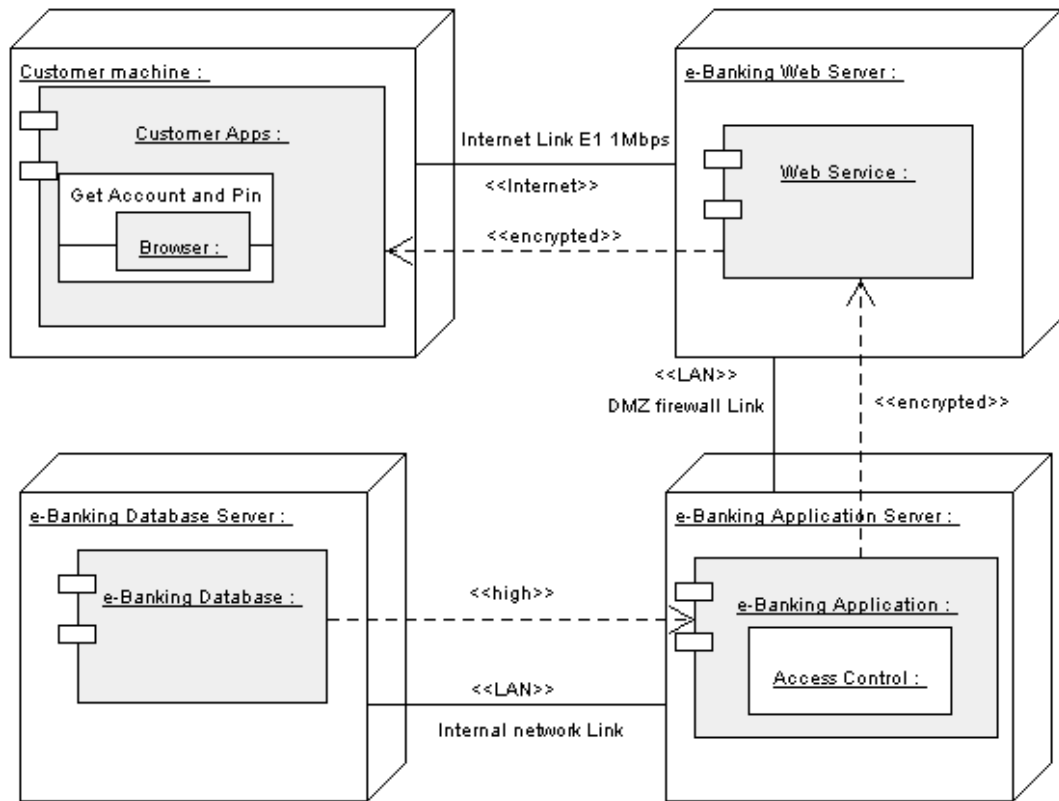 Customer machine :
Customer Apps :
Get Account and Pin
Browser :
Internet Link E1 1Mbps
<<Internet>>
<<encrypted>>
e-Banking Web Server :
Web Service :
<<LAN>>
DMZ firewall Link
<<encrypted>>
e-Banking Database Server :
e-Banking Database :
<<high>>
<<LAN>>
Internal network Link
e-Banking Application Server :
e-Banking Application :
Access Control :